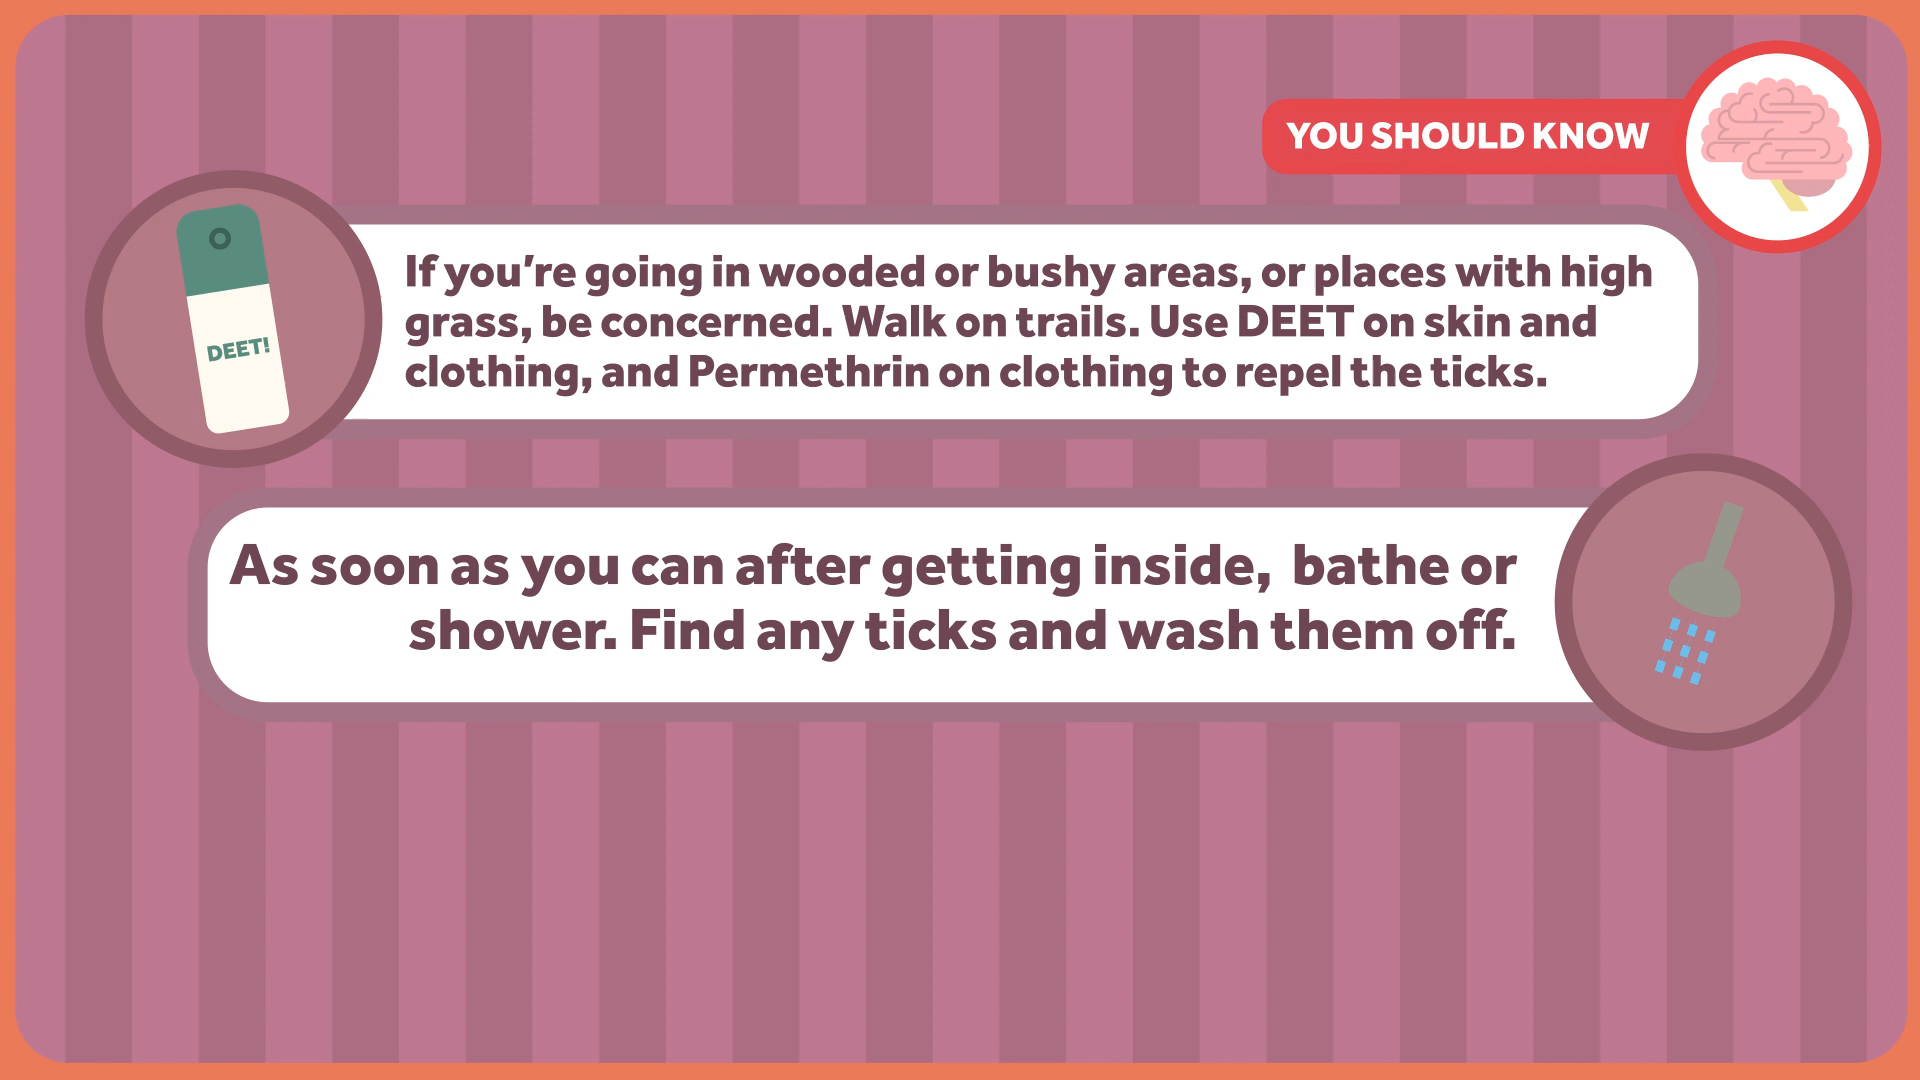 YOU SHOULD KNOW
DEET!
If you’re going in wooded or bushy areas, or places with high
grass, be concerned. Walk on trails. Use DEET on skin and
clothing, and Permethrin on clothing to repel the ticks.
As soon as you can after getting inside, bathe or
shower. Find any ticks and wash them off.